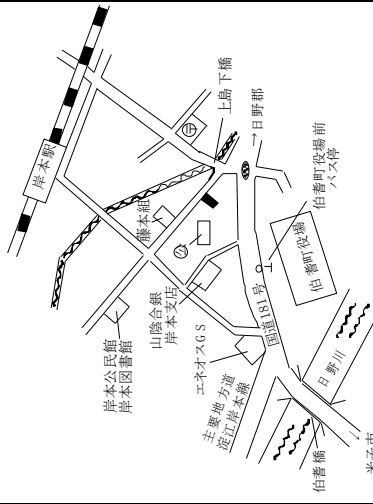 岸本駅
上島下橋
→日野郡
寺
藤本組
〒
山陰合銀
岸本支店
岸本公民館
岸本図書館
エネオスGS
主要地方道
淀江岸本線
国道181号
伯耆町役場前
バス停
伯耆町役場
日野川
伯耆橋
米子市